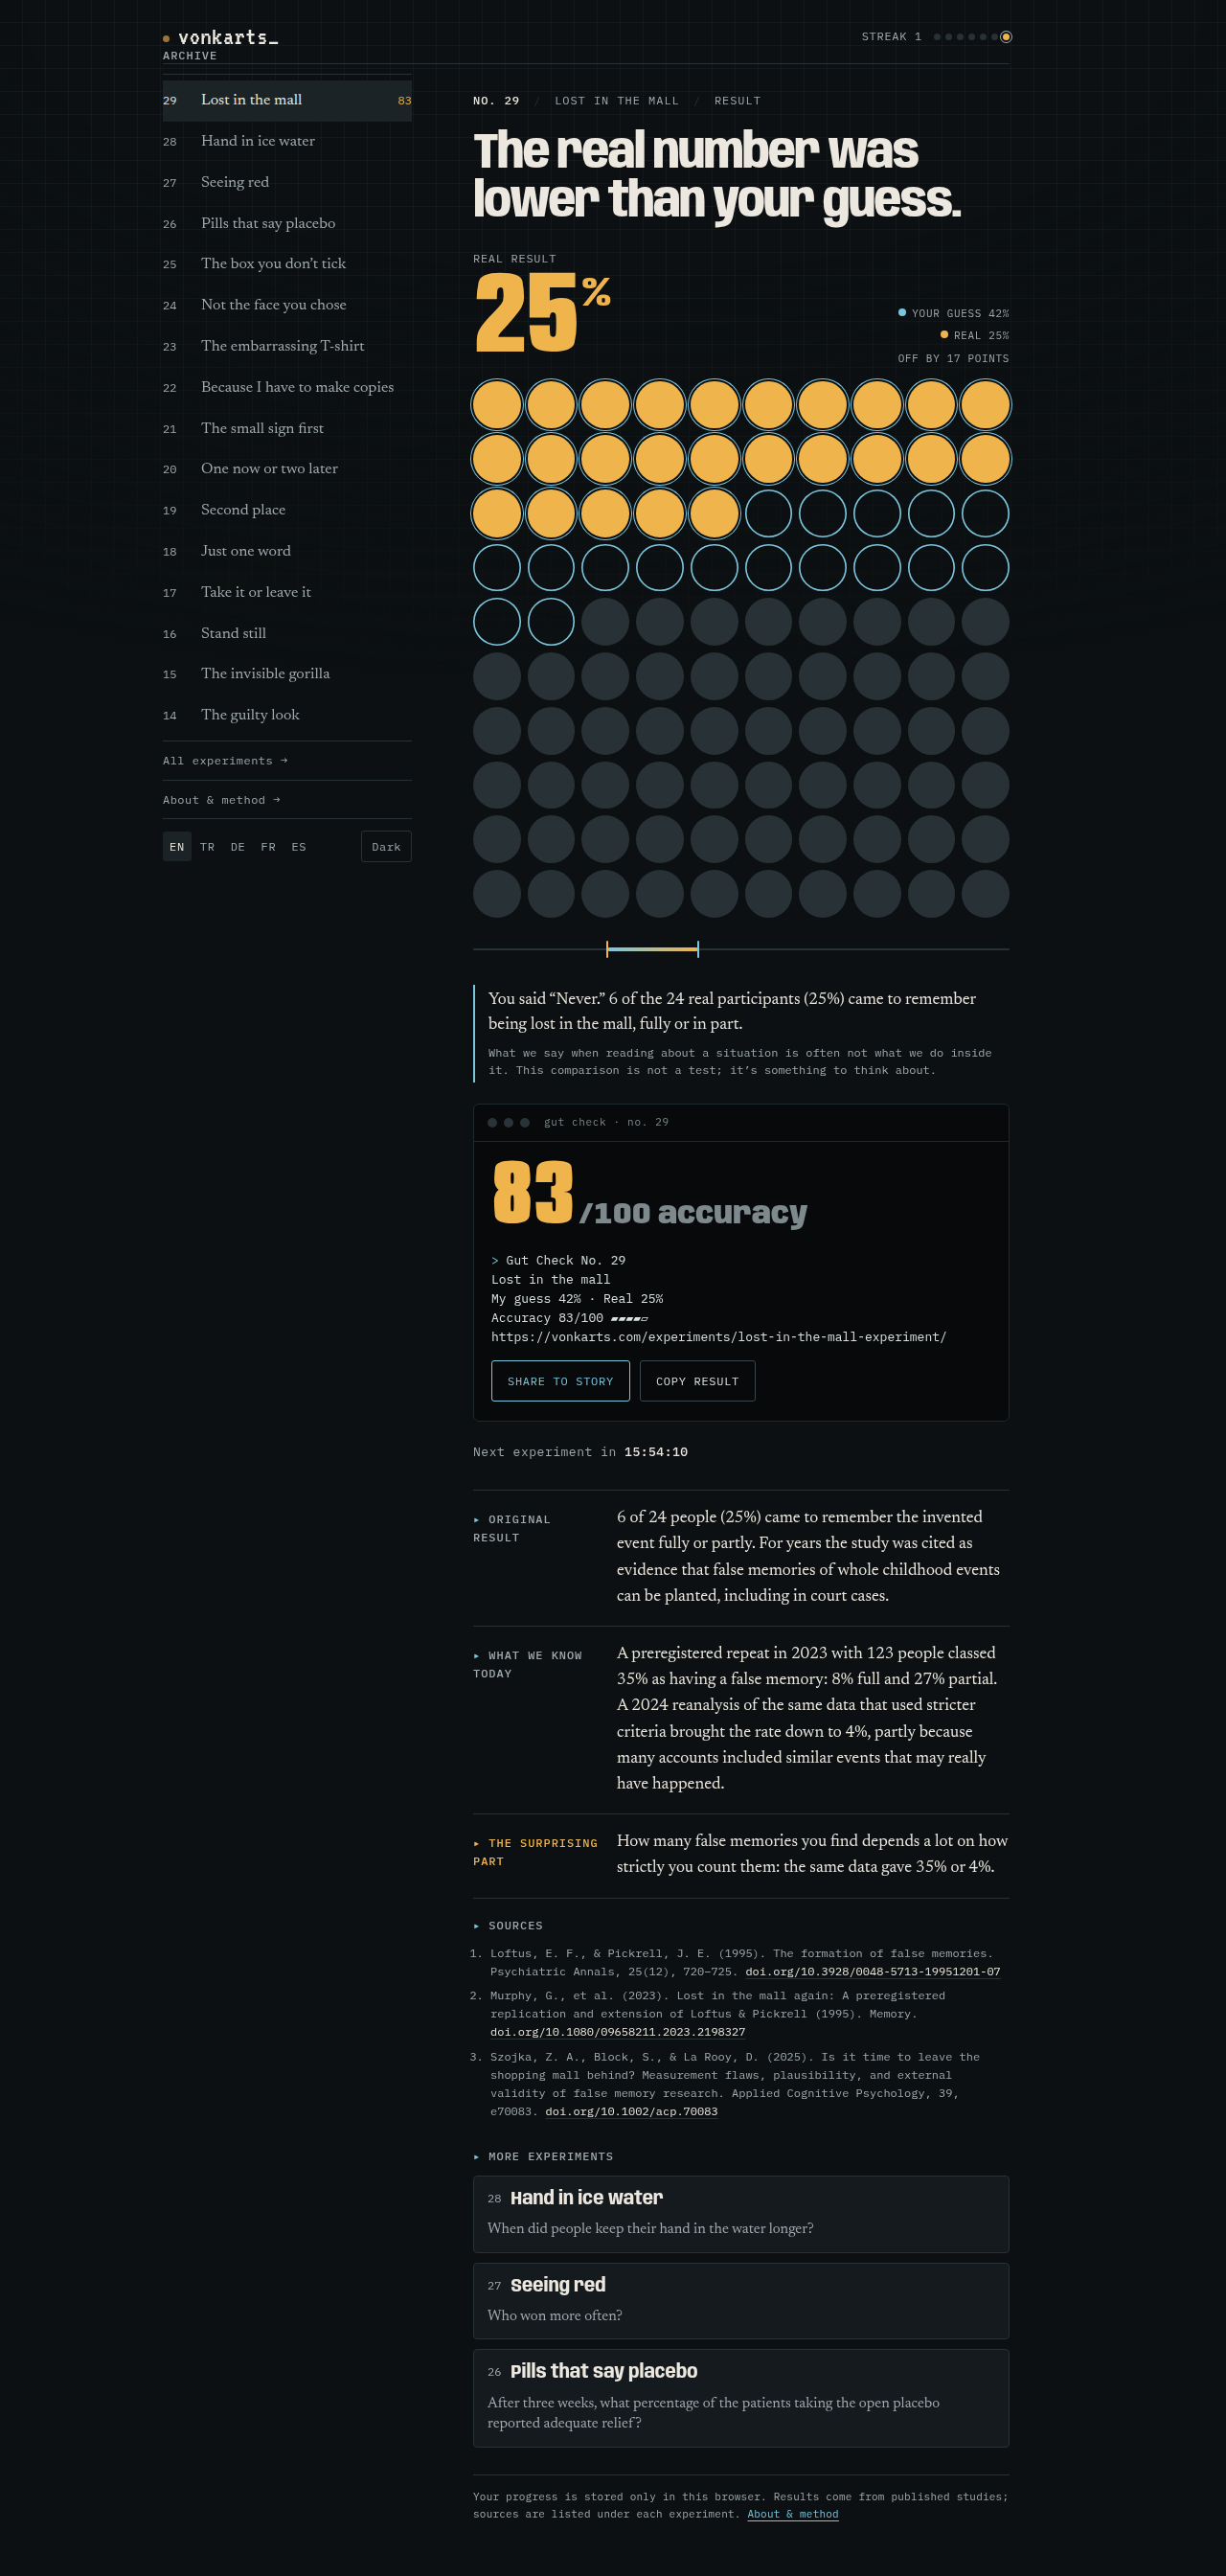 vonkarts_
STREAK 1
ARCHIVE
29 Lost in the mall 83
28 Hand in ice water
27 Seeing red
26 Pills that say placebo
25 The box you don’t tick
24 Not the face you chose
23 The embarrassing T-shirt
22 Because I have to make copies
21 The small sign first
20 One now or two later
19 Second place
18 Just one word
17 Take it or leave it
16 Stand still
15 The invisible gorilla
14 The guilty look
All experiments →
About & method →
EN TR DE FR ES Dark
NO. 29 / LOST IN THE MALL / RESULT
The real number was
lower than your guess.
REAL RESULT
25%
YOUR GUESS 42%
REAL 25%
OFF BY 17 POINTS
You said “Never.” 6 of the 24 real participants (25%) came to remember
being lost in the mall, fully or in part.
What we say when reading about a situation is often not what we do inside
it. This comparison is not a test; it’s something to think about.
gut check · no. 29
83/100 accuracy
> Gut Check No. 29
Lost in the mall
My guess 42% · Real 25%
Accuracy 83/100 ▰▰▰▰▱
https://vonkarts.com/experiments/lost-in-the-mall-experiment/
SHARE TO STORY COPY RESULT
Next experiment in 15:54:10
▸ ORIGINAL
RESULT
6 of 24 people (25%) came to remember the invented
event fully or partly. For years the study was cited as
evidence that false memories of whole childhood events
can be planted, including in court cases.
▸ WHAT WE KNOW
TODAY
A preregistered repeat in 2023 with 123 people classed
35% as having a false memory: 8% full and 27% partial.
A 2024 reanalysis of the same data that used stricter
criteria brought the rate down to 4%, partly because
many accounts included similar events that may really
have happened.
▸ THE SURPRISING
PART
How many false memories you find depends a lot on how
strictly you count them: the same data gave 35% or 4%.
▸ SOURCES
1. Loftus, E. F., & Pickrell, J. E. (1995). The formation of false memories.
Psychiatric Annals, 25(12), 720–725. doi.org/10.3928/0048-5713-19951201-07
2. Murphy, G., et al. (2023). Lost in the mall again: A preregistered
replication and extension of Loftus & Pickrell (1995). Memory.
doi.org/10.1080/09658211.2023.2198327
3. Szojka, Z. A., Block, S., & La Rooy, D. (2025). Is it time to leave the
shopping mall behind? Measurement flaws, plausibility, and external
validity of false memory research. Applied Cognitive Psychology, 39,
e70083. doi.org/10.1002/acp.70083
▸ MORE EXPERIMENTS
28 Hand in ice water
When did people keep their hand in the water longer?
27 Seeing red
Who won more often?
26 Pills that say placebo
After three weeks, what percentage of the patients taking the open placebo
reported adequate relief?
Your progress is stored only in this browser. Results come from published studies;
sources are listed under each experiment. About & method